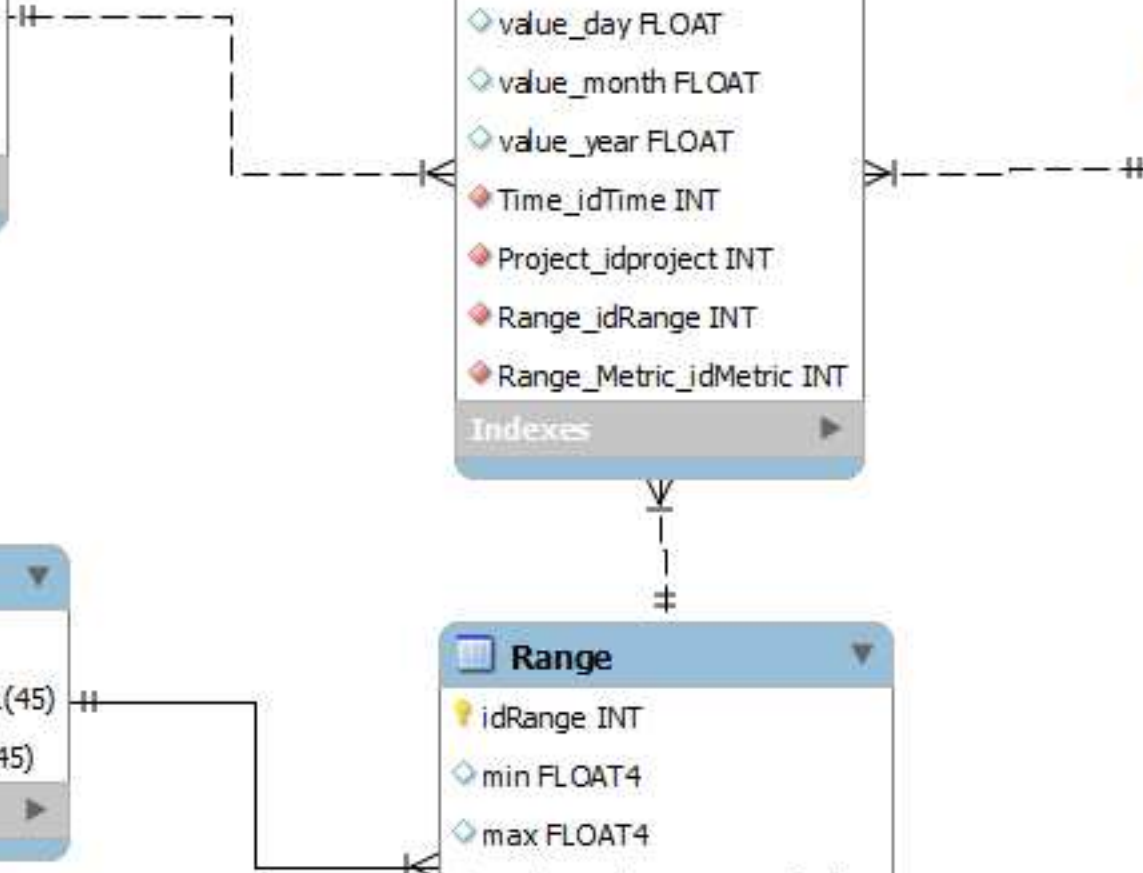 value_day FLOAT
value_month FLOAT
value_year FLOAT
Time_idTime INT
Project_idproject INT
Range_idRange INT
Range_Metric_idMetric INT
Indexes
(45)
45)
Range
idRange INT
min FLOAT4
max FLOAT4